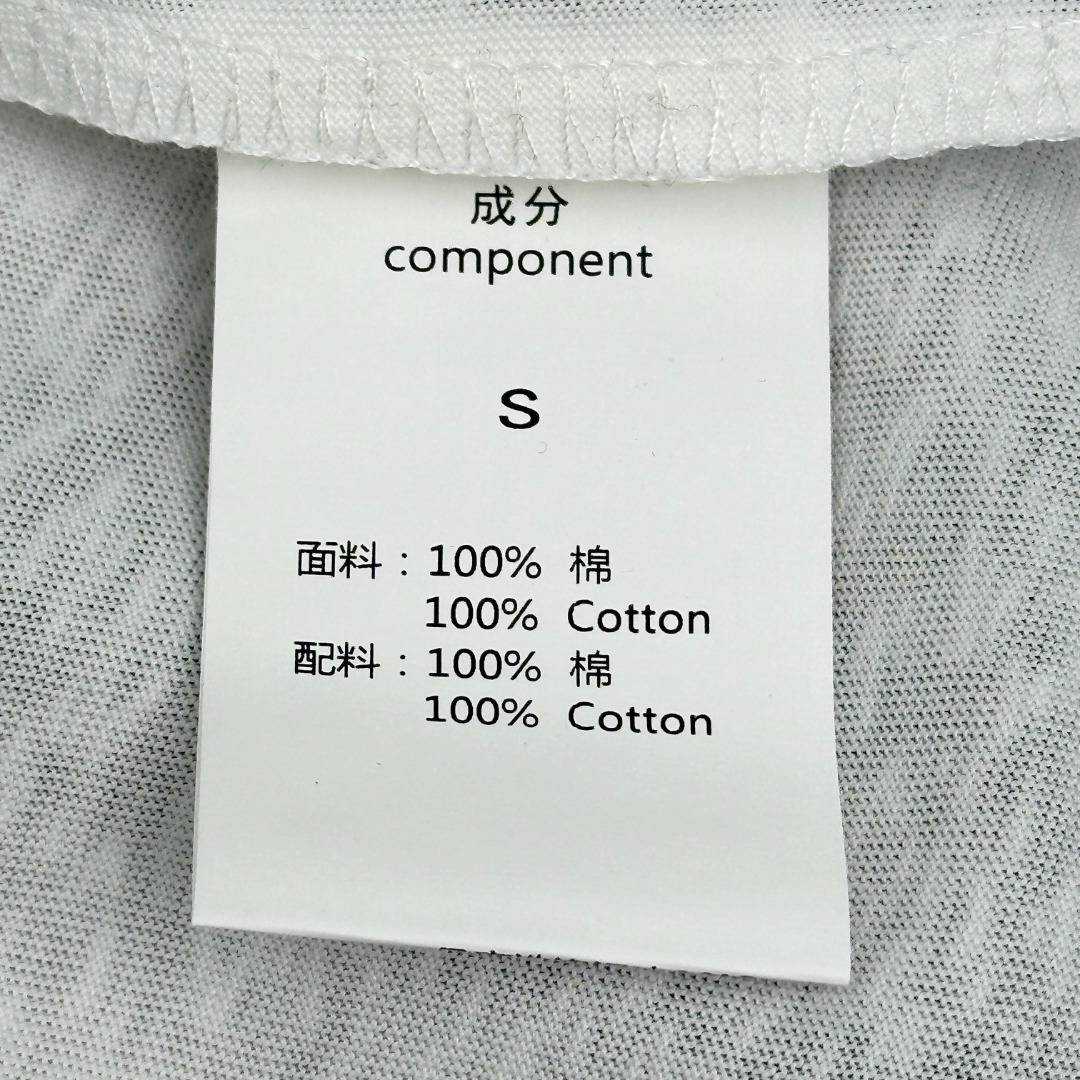 成分
component
S
面料：100% 棉
100% Cotton
配料：100% 棉
100% Cotton